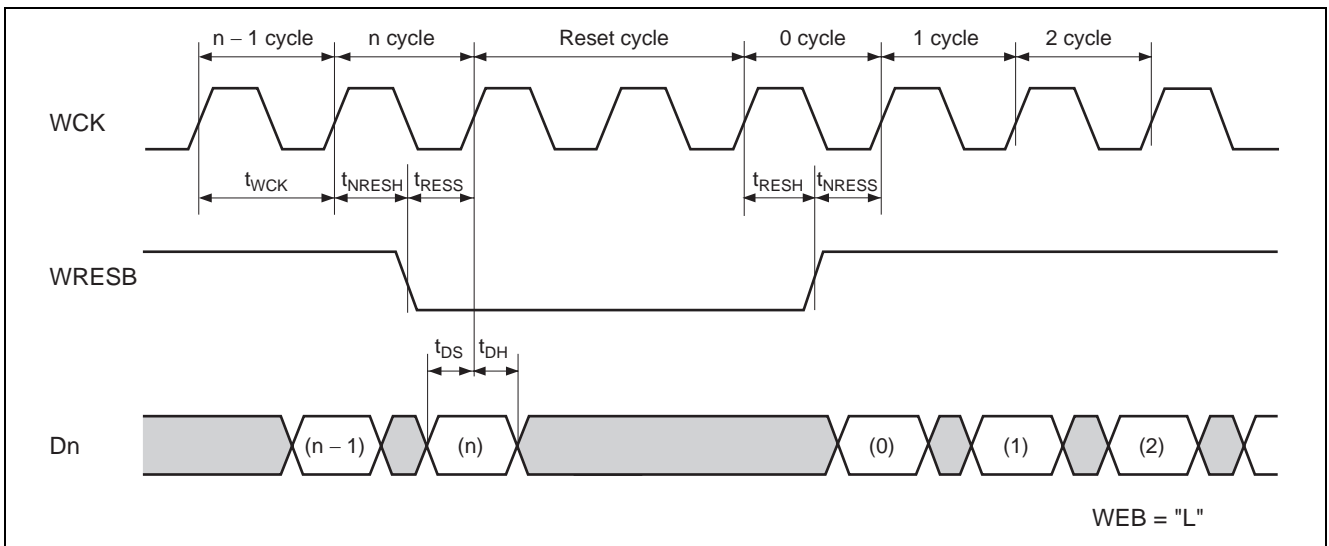 n – 1 cycle n cycle Reset cycle 0 cycle 1 cycle 2 cycle
WCK
tWCK tNRESH tRESS tRESH tNRESS
WRESB
tDS tDH
Dn (n – 1) (n) (0) (1) (2)
WEB = "L"